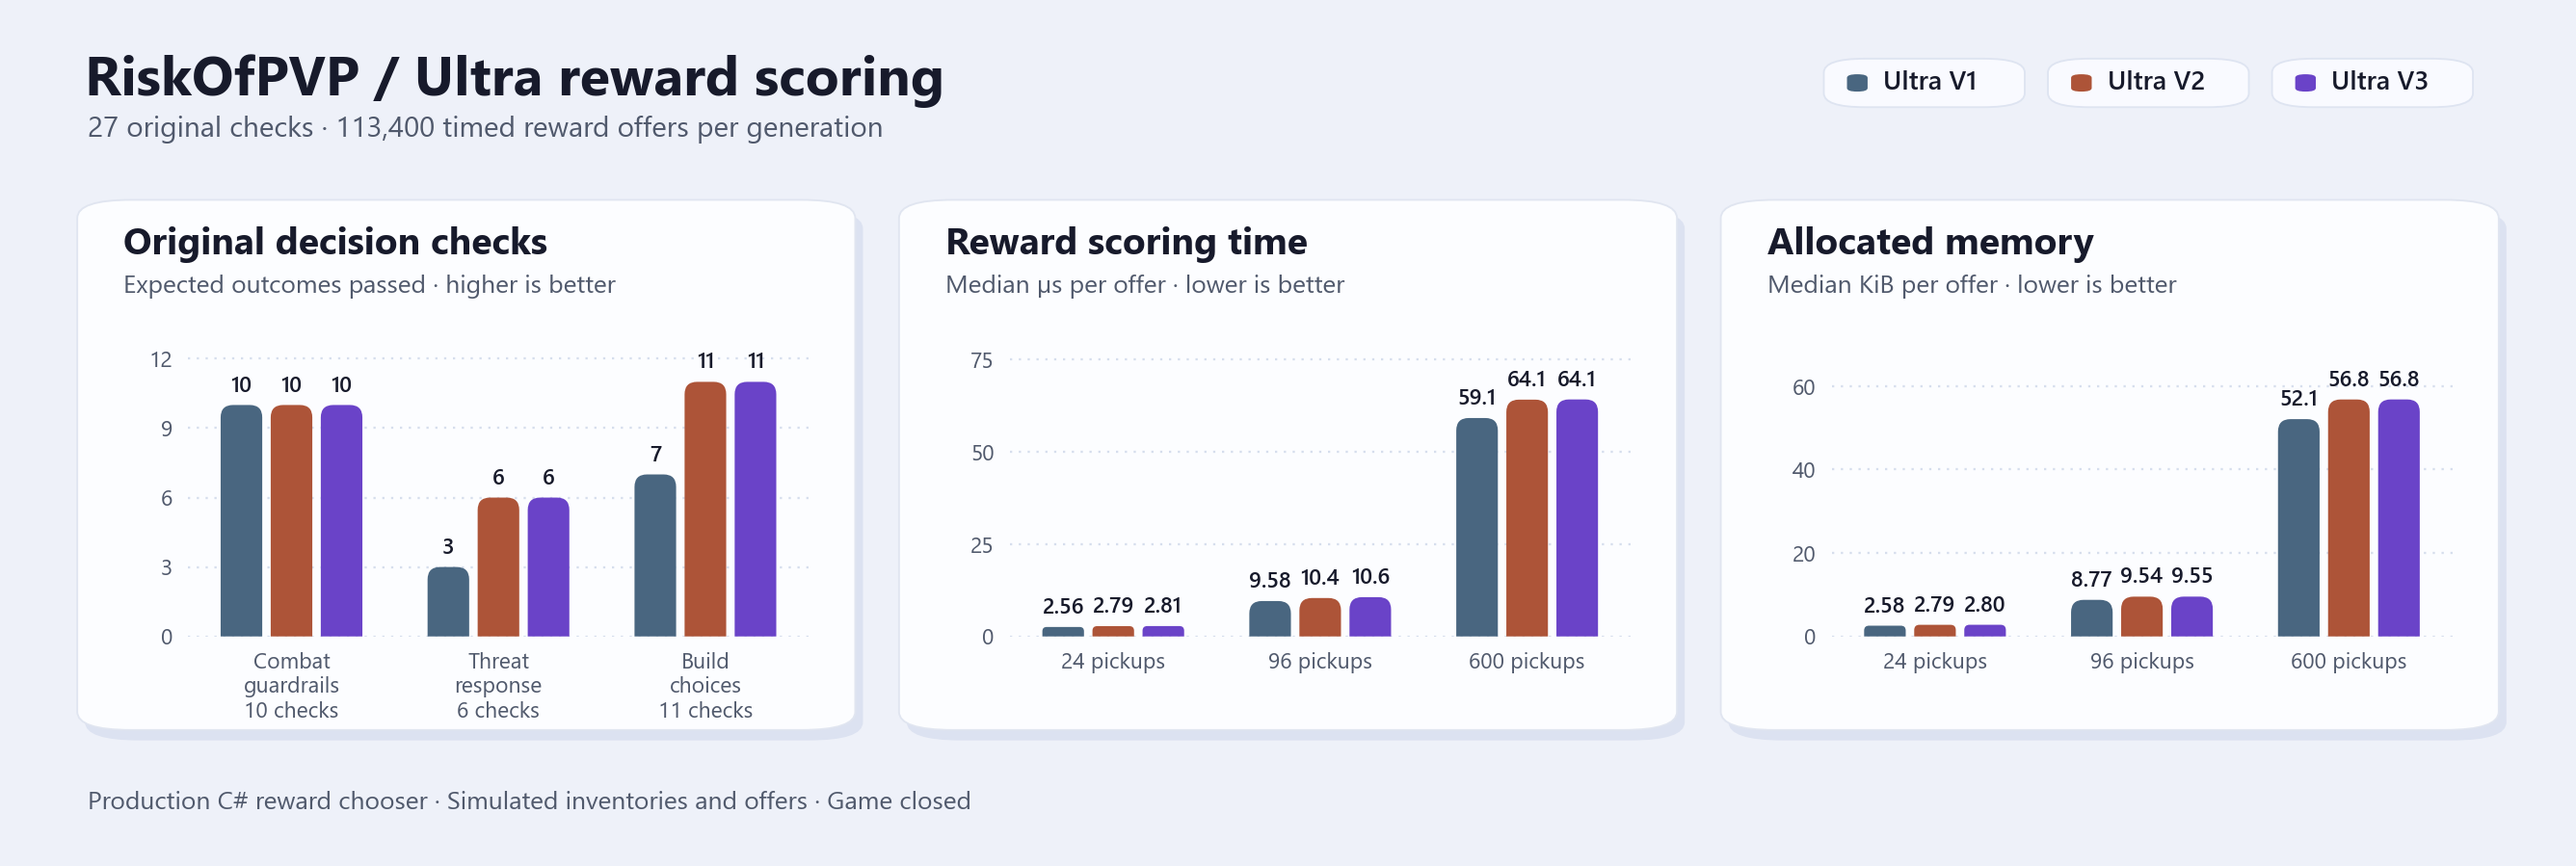 RiskOfPVP / Ultra reward scoring
27 original checks · 113,400 timed reward offers per generation
Ultra V1
Ultra V2
Ultra V3
Original decision checks
Expected outcomes passed · higher is better
12
9
6
3
0
10 10 10
3 6 6
7 11 11
Combat
guardrails
10 checks
Threat
response
6 checks
Build
choices
11 checks
Reward scoring time
Median µs per offer · lower is better
75
50
25
0
2.56 2.79 2.81
9.58 10.4 10.6
59.1 64.1 64.1
24 pickups
96 pickups
600 pickups
Allocated memory
Median KiB per offer · lower is better
60
40
20
0
2.58 2.79 2.80
8.77 9.54 9.55
52.1 56.8 56.8
24 pickups
96 pickups
600 pickups
Production C# reward chooser · Simulated inventories and offers · Game closed